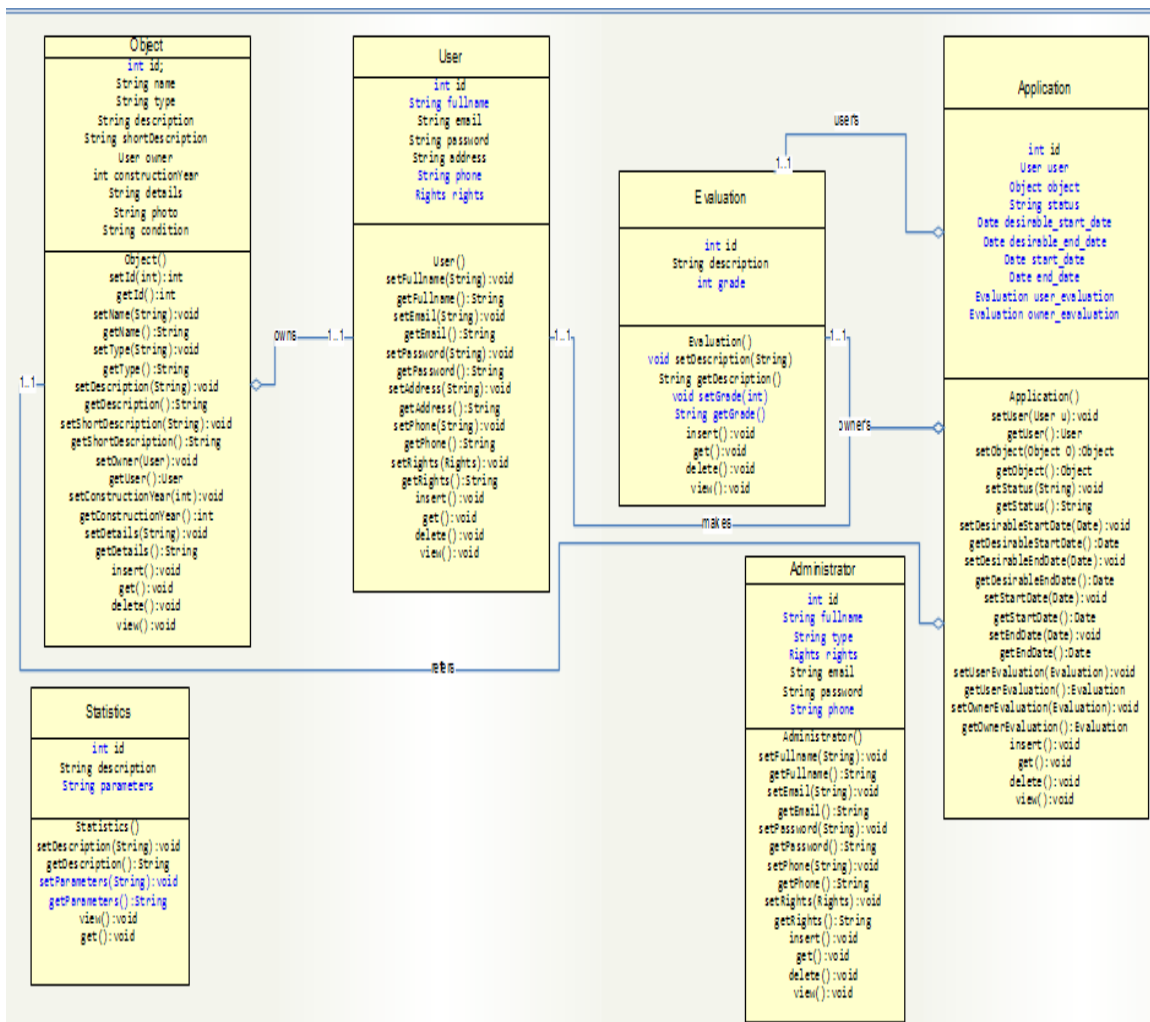 Object
int id;
String name
String type
String description
String shortDescription
User owner
int constructionYear
String details
String photo
String condition
Object()
setId(int):int
getId():int
setName(String):void
getName():String
setType(String):void
getType():String
setDescription(String):void
getDescription():String
setShortDescription(String):void
getShortDescription():String
setOwner(User):void
getUser():User
setConstructionYear(int):void
getConstructionYear():int
setDetails(String):void
getDetails():String
insert():void
get():void
delete():void
view():void
1..1
owns
1..1
User
int id
String fullname
String email
String password
String address
String phone
Rights rights
User()
setFullname(String):void
getFullname():String
setEmail(String):void
getEmail():String
setPassword(String):void
getPassword():String
setAddress(String):void
getAddress():String
setPhone(String):void
getPhone():String
setRights(Rights):void
getRights():String
insert():void
get():void
delete():void
view():void
1..1
makes
1..1
Evaluation
int id
String description
int grade
Evaluation()
void setDescription(String)
String getDescription()
void setGrade(int)
String getGrade()
insert():void
get():void
delete():void
view():void
1..1
user's
owner's
refers
Application
int id
User user
Object object
String status
Date desirable_start_date
Date desirable_end_date
Date start_date
Date end_date
Evaluation user_evaluation
Evaluation owner_eavaluation
Application()
setUser(User u):void
getUser():User
setObject(Object O):Object
getObject():Object
setStatus(String):void
getStatus():String
setDesirableStartDate(Date):void
getDesirableStartDate():Date
setDesirableEndDate(Date):void
getDesirableEndDate():Date
setStartDate(Date):void
getStartDate():Date
setEndDate(Date):void
getEndDate():Date
setUserEvaluation(Evaluation):void
getUserEvaluation():Evaluation
setOwnerEvaluation(Evaluation):void
getOwnerEvaluation():Evaluation
insert():void
get():void
delete():void
view():void
Administrator
int id
String fullname
String type
Rights rights
String email
String password
String phone
Administrator()
setFullname(String):void
getFullname():String
setEmail(String):void
getEmail():String
setPassword(String):void
getPassword():String
setPhone(String):void
getPhone():String
setRights(Rights):void
getRights():String
insert():void
get():void
delete():void
view():void
Statistics
int id
String description
String parameters
Statistics()
setDescription(String):void
getDescription():String
setParameters(String):void
getParameters():String
view():void
get():void